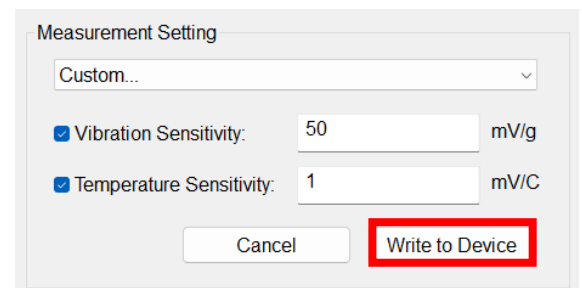 Measurement Setting
Custom...
Vibration Sensitivity: 50 mV/g
Temperature Sensitivity: 1 mV/C
Cancel Write to Device